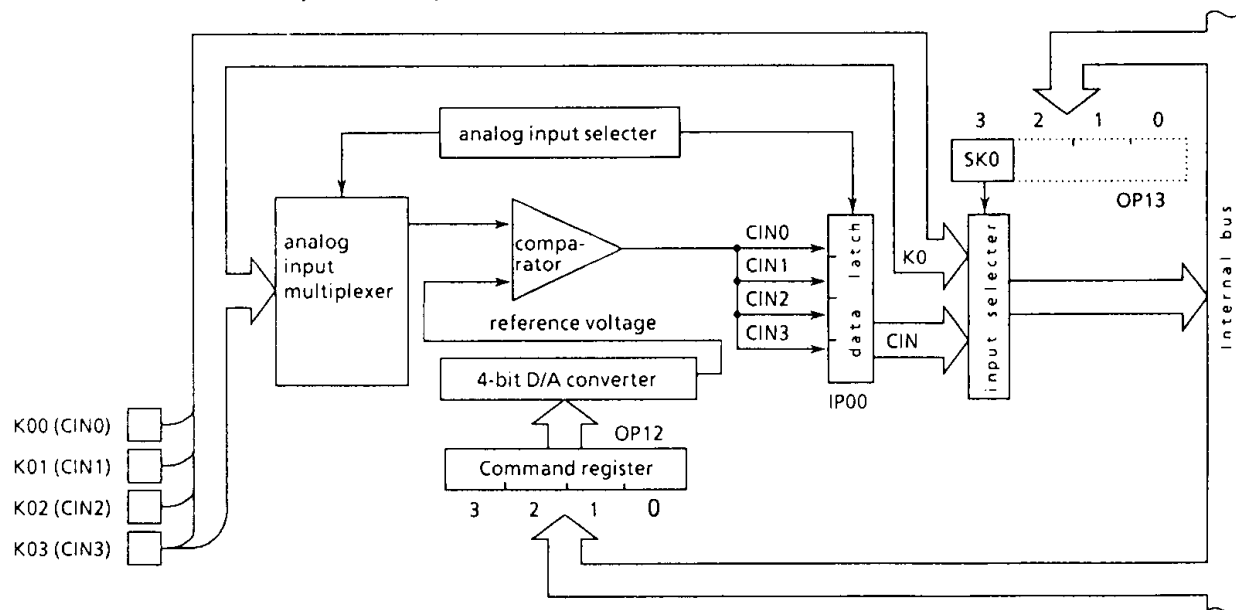 3 2 1 0
analog input selecter
SK0
OP13
analog
input
multiplexer
compa-
rator
CIN0
CIN1
CIN2
CIN3
data latch
K0
CIN
input selecter
Internal bus
reference voltage
4-bit D/A converter
IP00
OP12
Command register
3 2 1 0
K00 (CIN0)
K01 (CIN1)
K02 (CIN2)
K03 (CIN3)